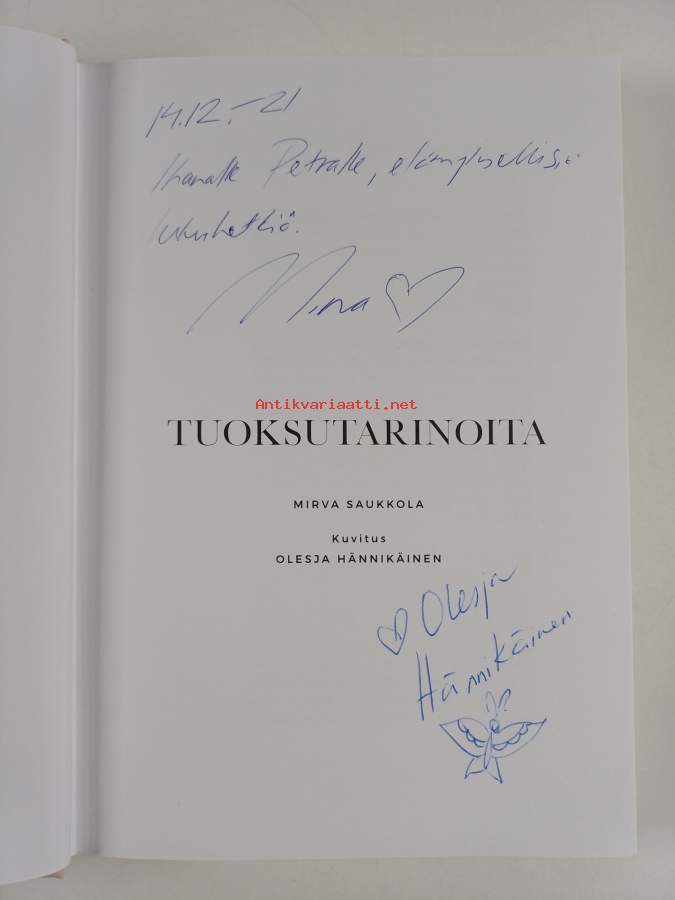 14.12.-21
Ihanalle Petralle, elämyksellisiä
lukuhetkiä.
Mirva ♡
Antikvariaatti.net
TUOKSUTARINOITA
MIRVA SAUKKOLA
Kuvitus
OLESJA HÄNNIKÄINEN
♡ Olesja
Hännikäinen